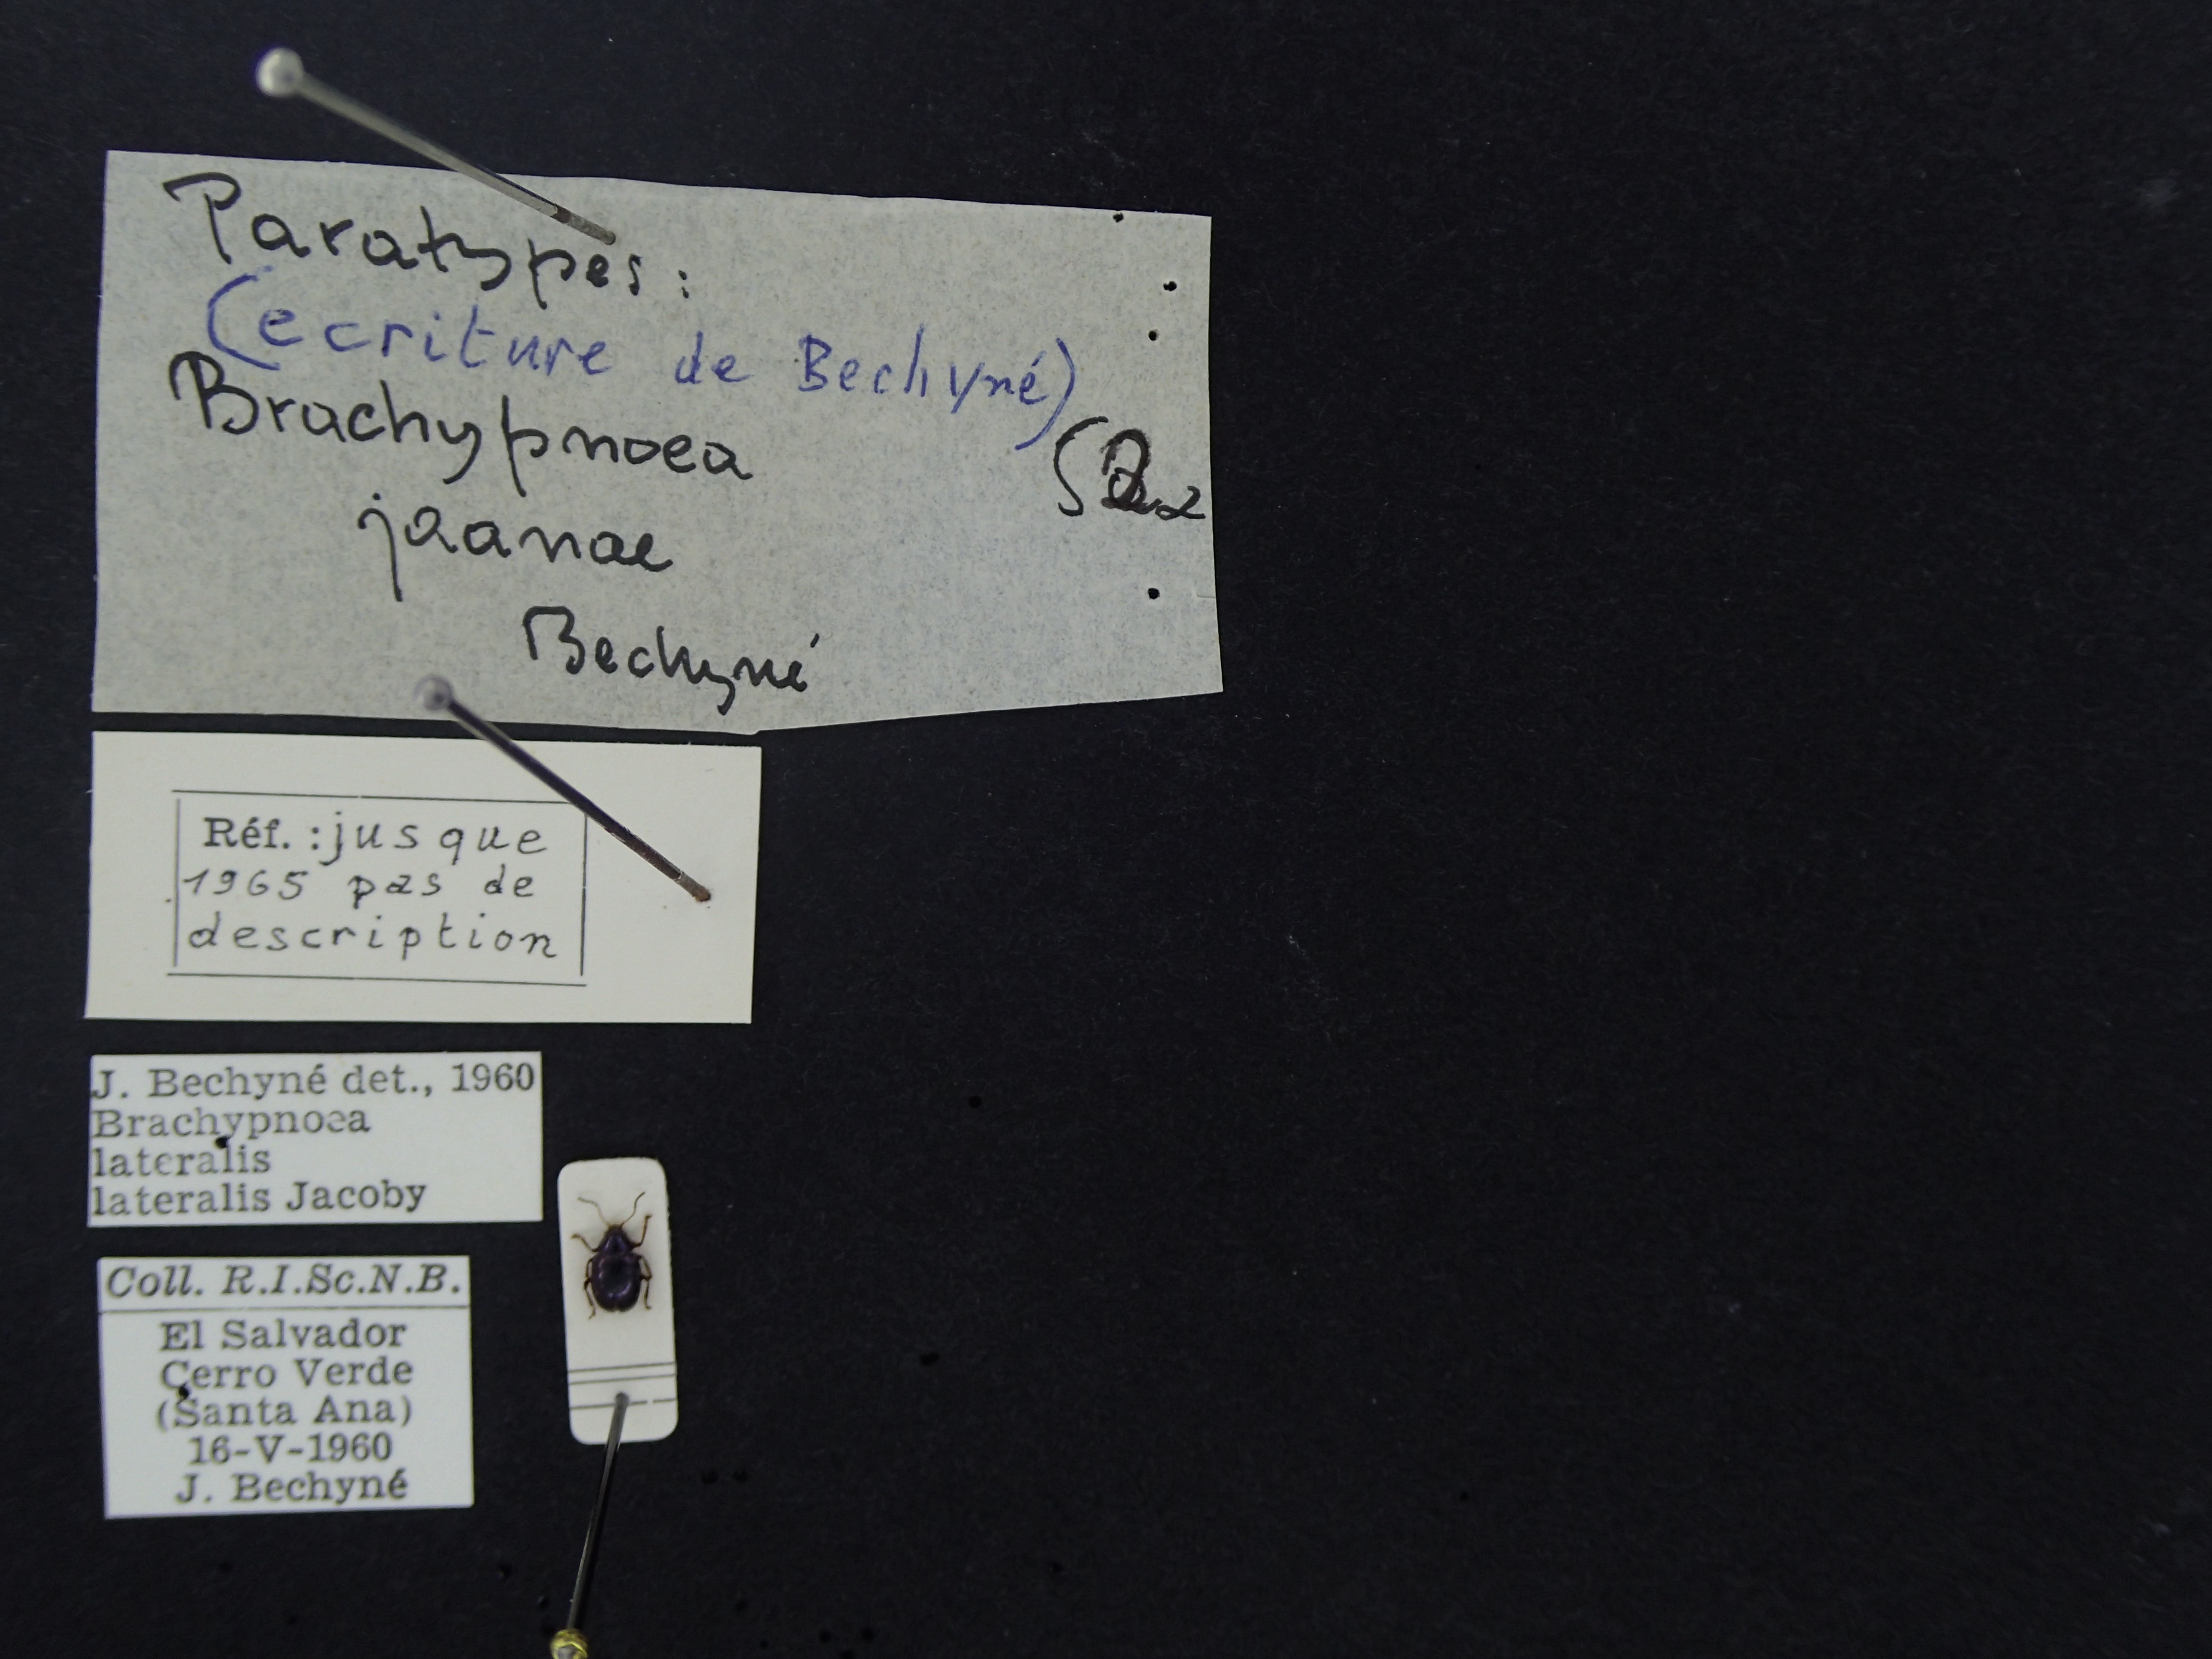 Paratypes:
(ecriture de Bechyné)
Brachypnoea
jaanae
Bechyné
Réf.: jusque
1965 pas de
description
J. Bechyné det., 1960
Brachypnoea
lateralis
lateralis Jacoby
Coll. R.I.Sc.N.B.
El Salvador
Cerro Verde
(Santa Ana)
16-V-1960
J. Bechyné